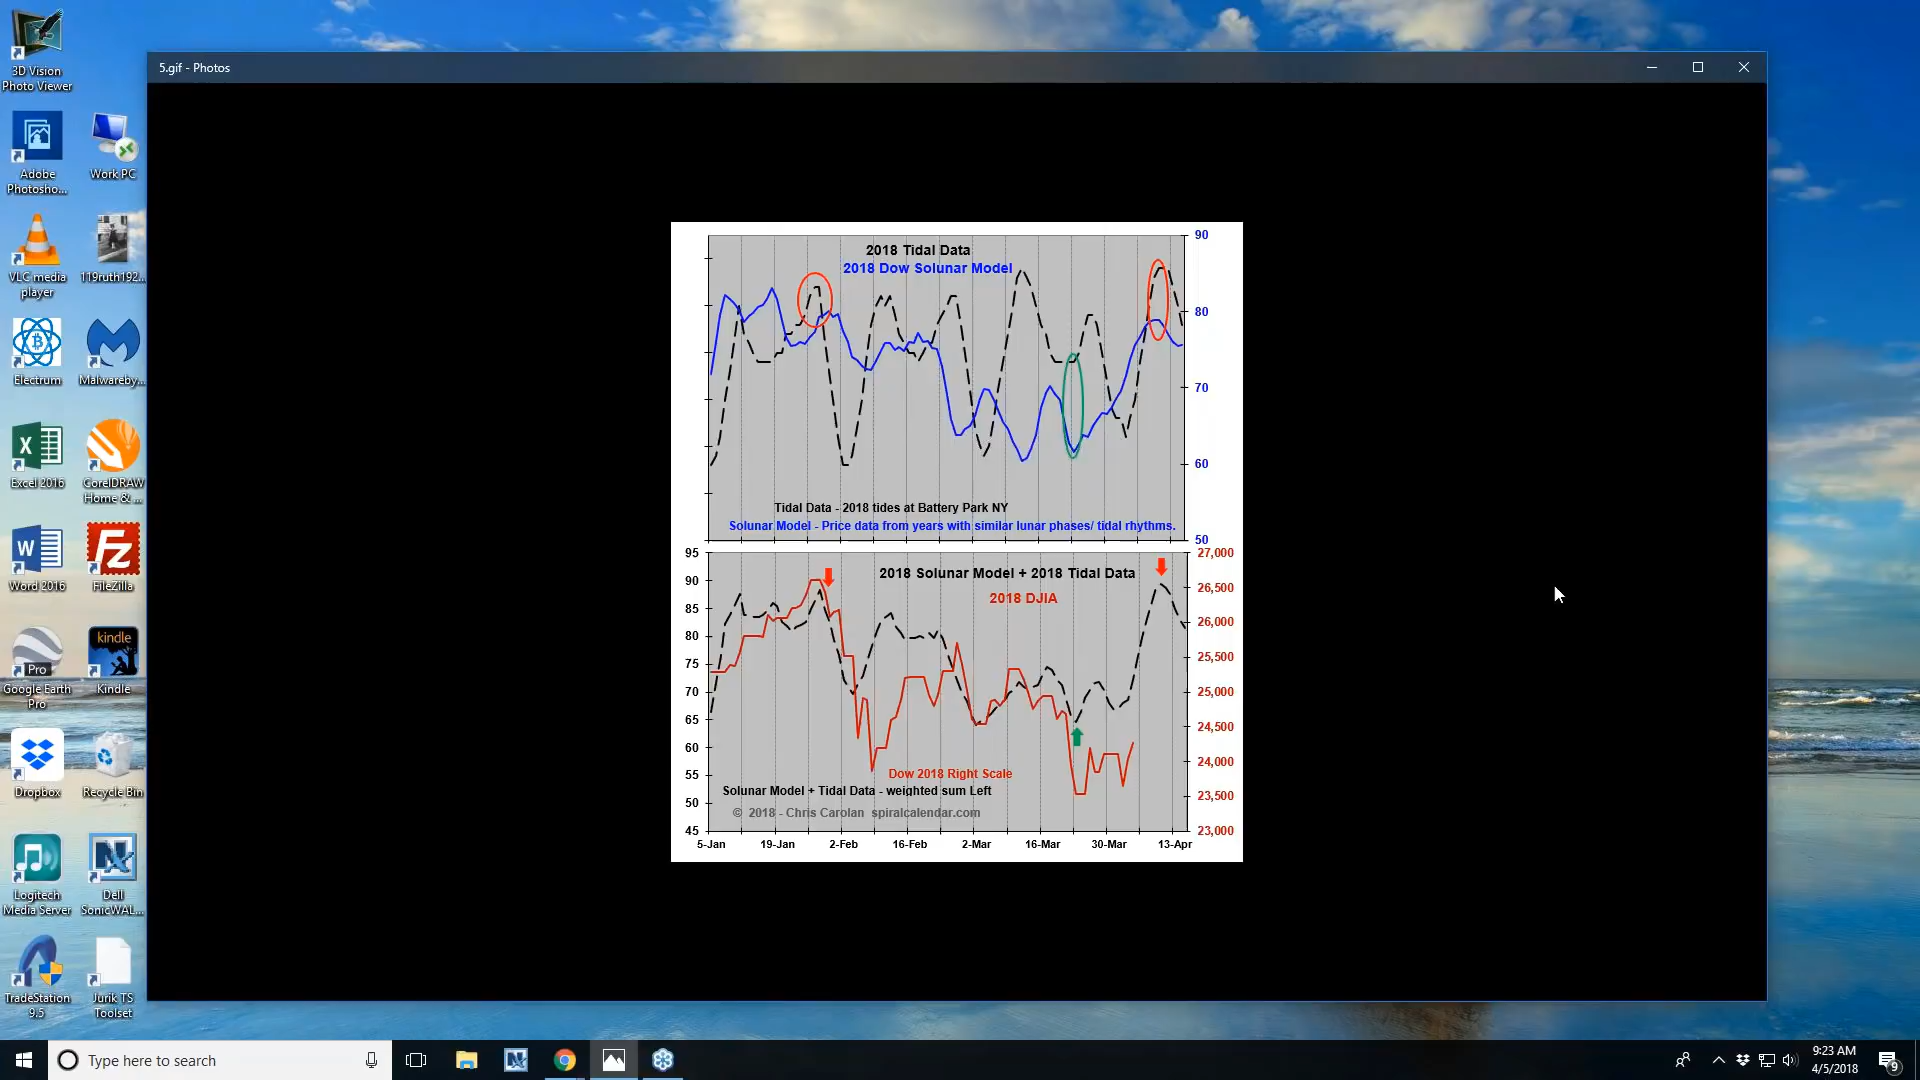 3D Vision
Photo Viewer
Adobe
Photosho...
Work PC
VLC media
player
119ruth192...
Electrum
Malwareby...
Excel 2016
CorelDRAW
Home & ...
Word 2016
FileZilla
Pro
Google Earth
Pro
kindle
Kindle
Dropbox
Recycle Bin
Logitech
Media Server
Dell
SonicWAL...
TradeStation
9.5
Jurik TS
Toolset
5.gif - Photos
2018 Tidal Data
2018 Dow Solunar Model
90
80
70
60
50
Tidal Data - 2018 tides at Battery Park NY
Solunar Model - Price data from years with similar lunar phases/ tidal rhythms.
2018 Solunar Model + 2018 Tidal Data
2018 DJIA
95
90
85
80
75
70
65
60
55
50
45
27,000
26,500
26,000
25,500
25,000
24,500
24,000
23,500
23,000
Dow 2018 Right Scale
Solunar Model + Tidal Data - weighted sum Left
© 2018 - Chris Carolan spiralcalendar.com
5-Jan 19-Jan 2-Feb 16-Feb 2-Mar 16-Mar 30-Mar 13-Apr
Type here to search
9:23 AM
4/5/2018
9